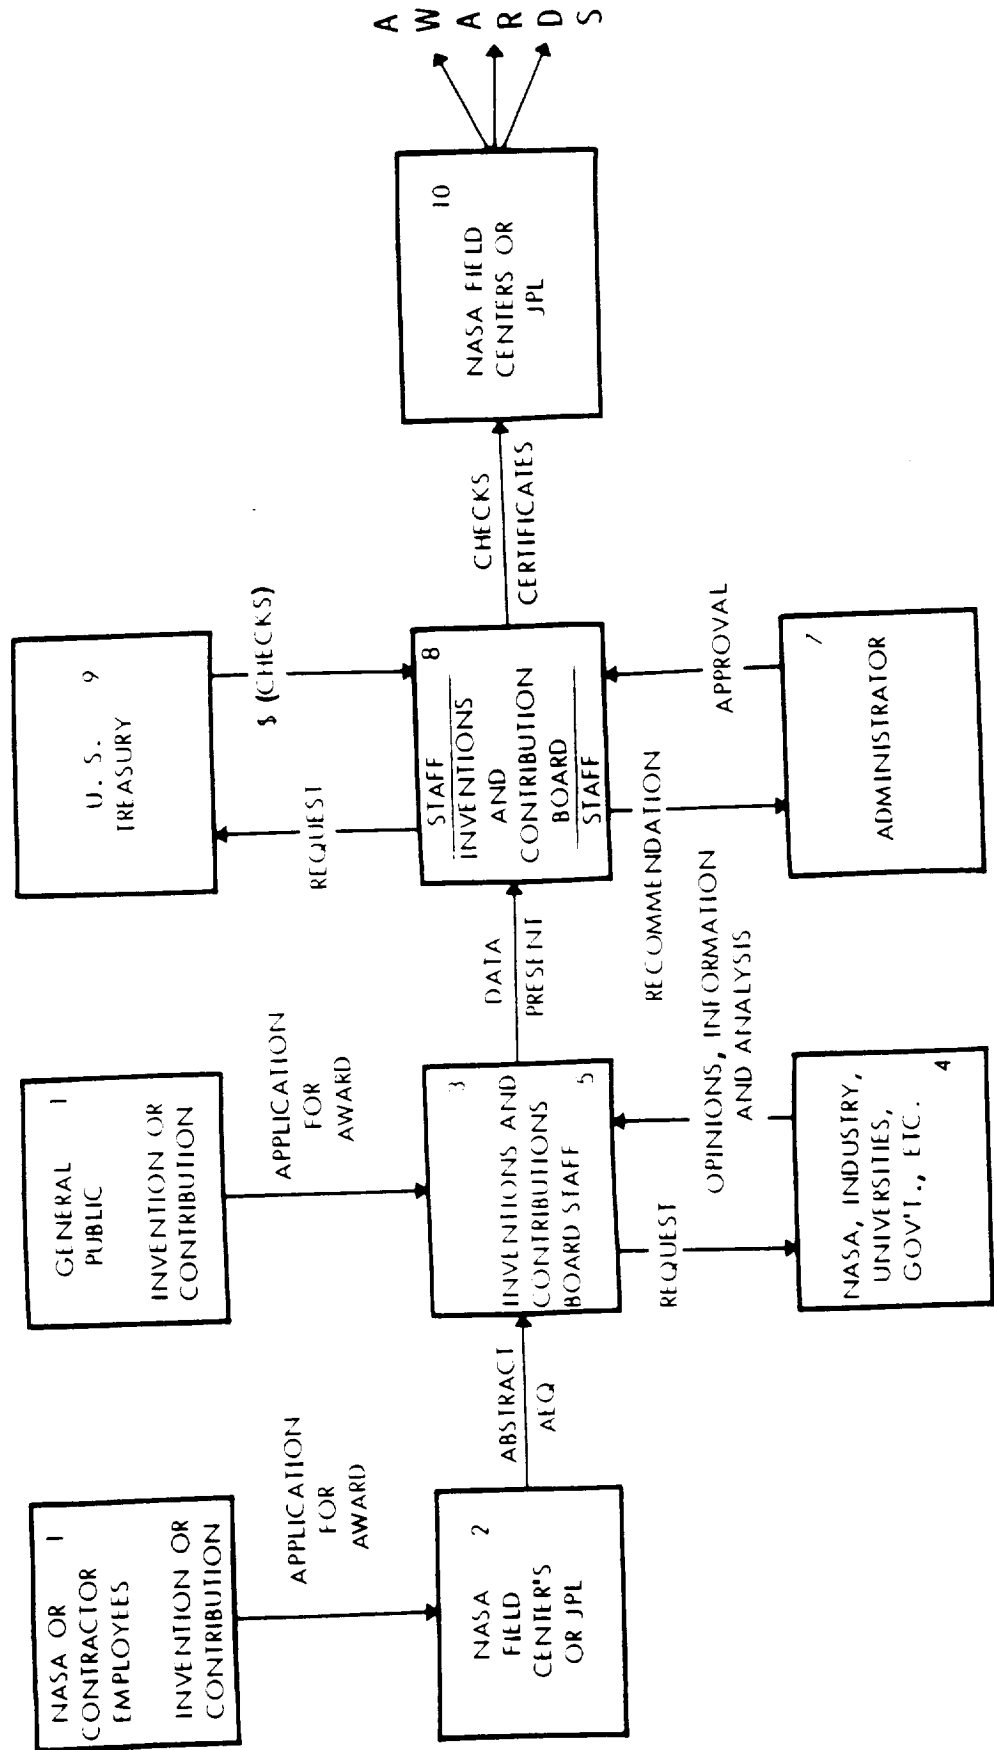 NASA OR 1
CONTRACTOR
EMPLOYEES
INVENTION OR
CONTRIBUTION
APPLICATION
FOR
AWARD
NASA 2
FIELD
CENTER'S
OR JPL
ABSTRACT
AEQ
GENERAL 1
PUBLIC
INVENTION OR
CONTRIBUTION
APPLICATION
FOR
AWARD
3
INVENTIONS AND
CONTRIBUTIONS
BOARD STAFF
5
REQUEST
OPINIONS, INFORMATION
AND ANALYSIS
NASA, INDUSTRY,
UNIVERSITIES,
GOV'T., ETC.
4
DATA
PRESENT
U. S. 9
TREASURY
REQUEST
$ (CHECKS)
STAFF 8
INVENTIONS
AND
CONTRIBUTION
BOARD
STAFF
RECOMMENDATION
APPROVAL
7
ADMINISTRATOR
CHECKS
CERTIFICATES
10
NASA FIELD
CENTERS OR
JPL
A
W
A
R
D
S